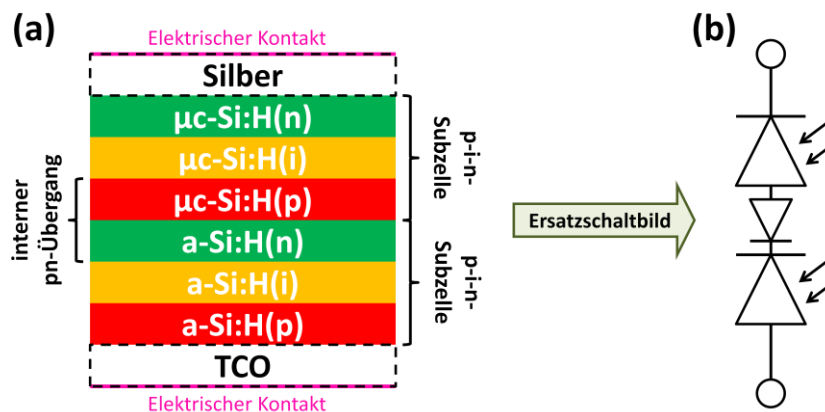 (a)
Elektrischer Kontakt
Silber
µc-Si:H(n)
µc-Si:H(i)
µc-Si:H(p)
a-Si:H(n)
a-Si:H(i)
a-Si:H(p)
TCO
Elektrischer Kontakt
interner
pn-Übergang
p-i-n-
Subzelle
p-i-n-
Subzelle
Ersatzschaltbild
(b)